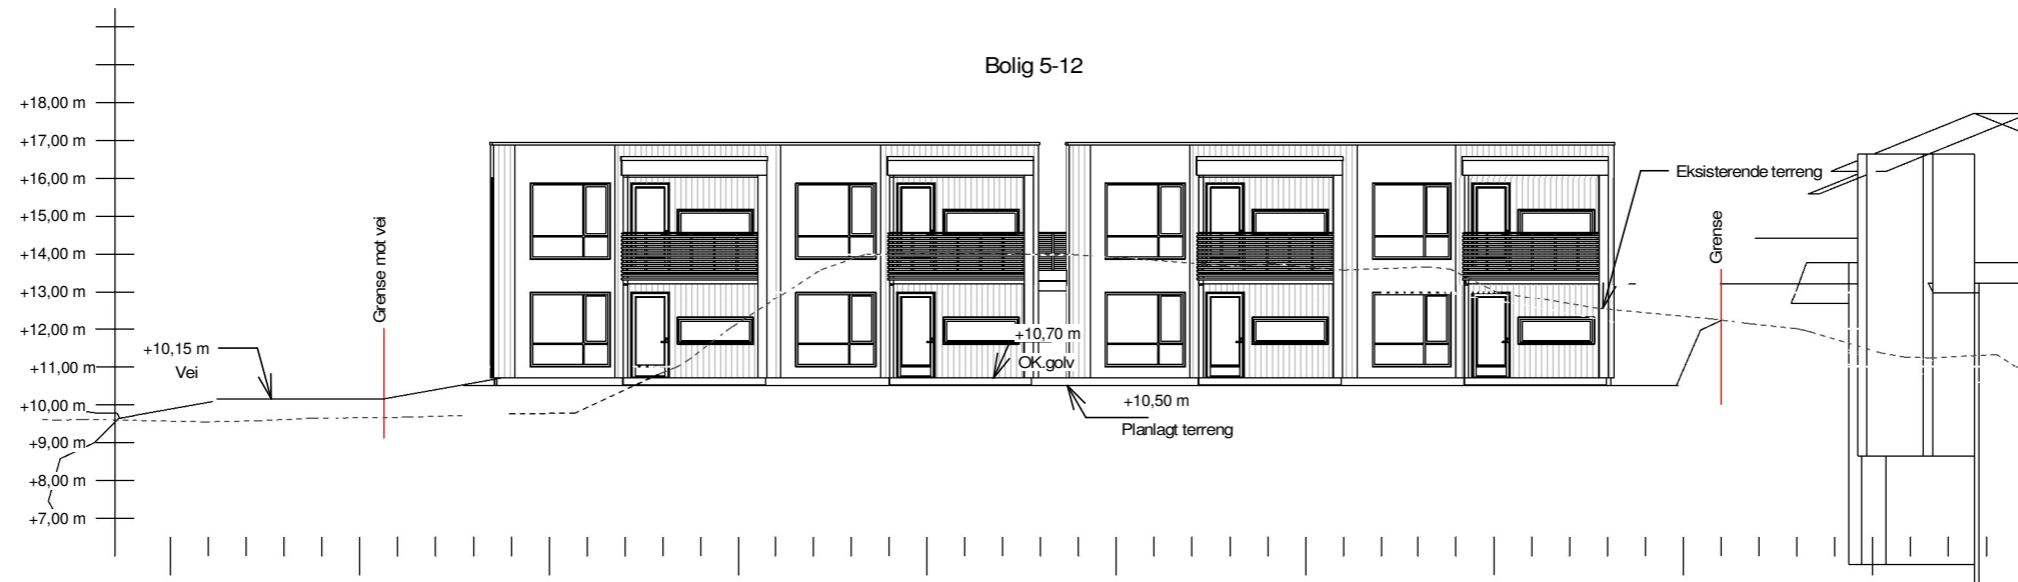 Bolig 5-12
+18,00 m
+17,00 m
+16,00 m
+15,00 m
+14,00 m
+13,00 m
+12,00 m
+11,00 m
+10,00 m
+9,00 m
+8,00 m
+7,00 m
+10,15 m
Vei
Grense mot vei
+10,70 m
OK.golv
+10,50 m
Planlagt terreng
Eksisterende terreng
Grense